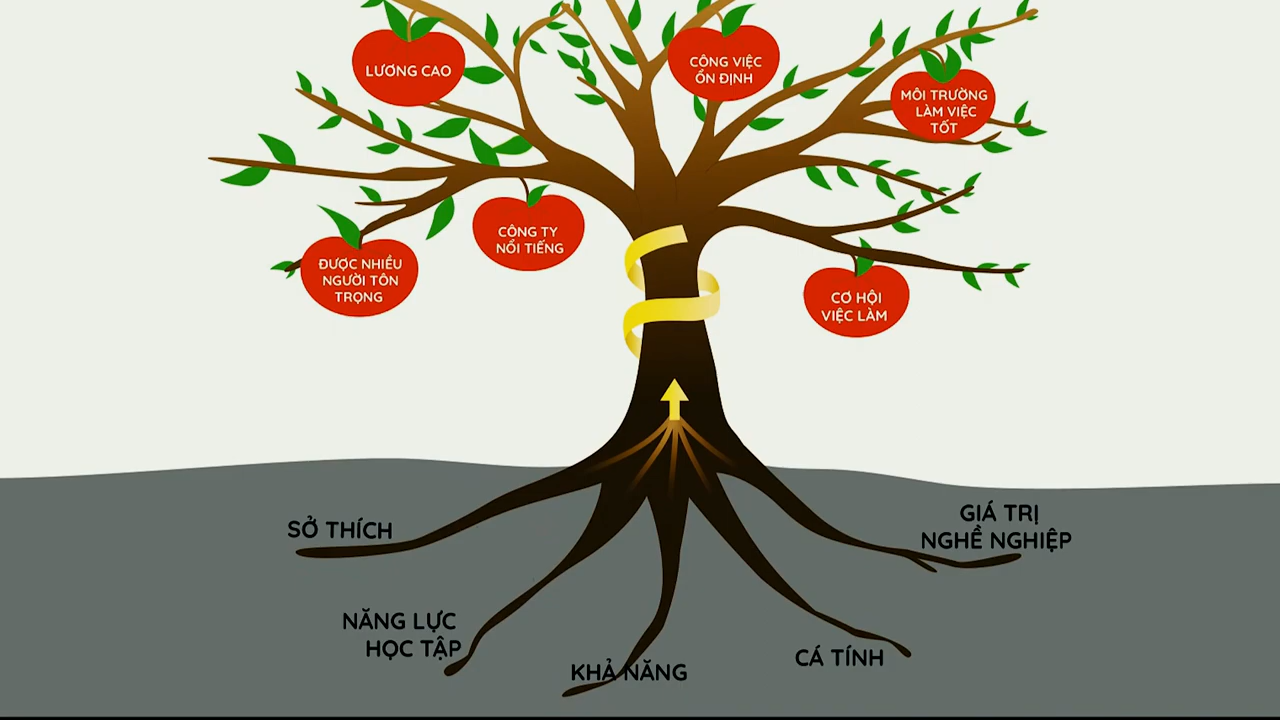 LƯƠNG CAO
CÔNG VIỆC
ỔN ĐỊNH
MÔI TRƯỜNG
LÀM VIỆC
TỐT
CÔNG TY
NỔI TIẾNG
ĐƯỢC NHIỀU
NGƯỜI TÔN
TRỌNG
CƠ HỘI
VIỆC LÀM
SỞ THÍCH
GIÁ TRỊ
NGHỀ NGHIỆP
NĂNG LỰC
HỌC TẬP
KHẢ NĂNG
CÁ TÍNH